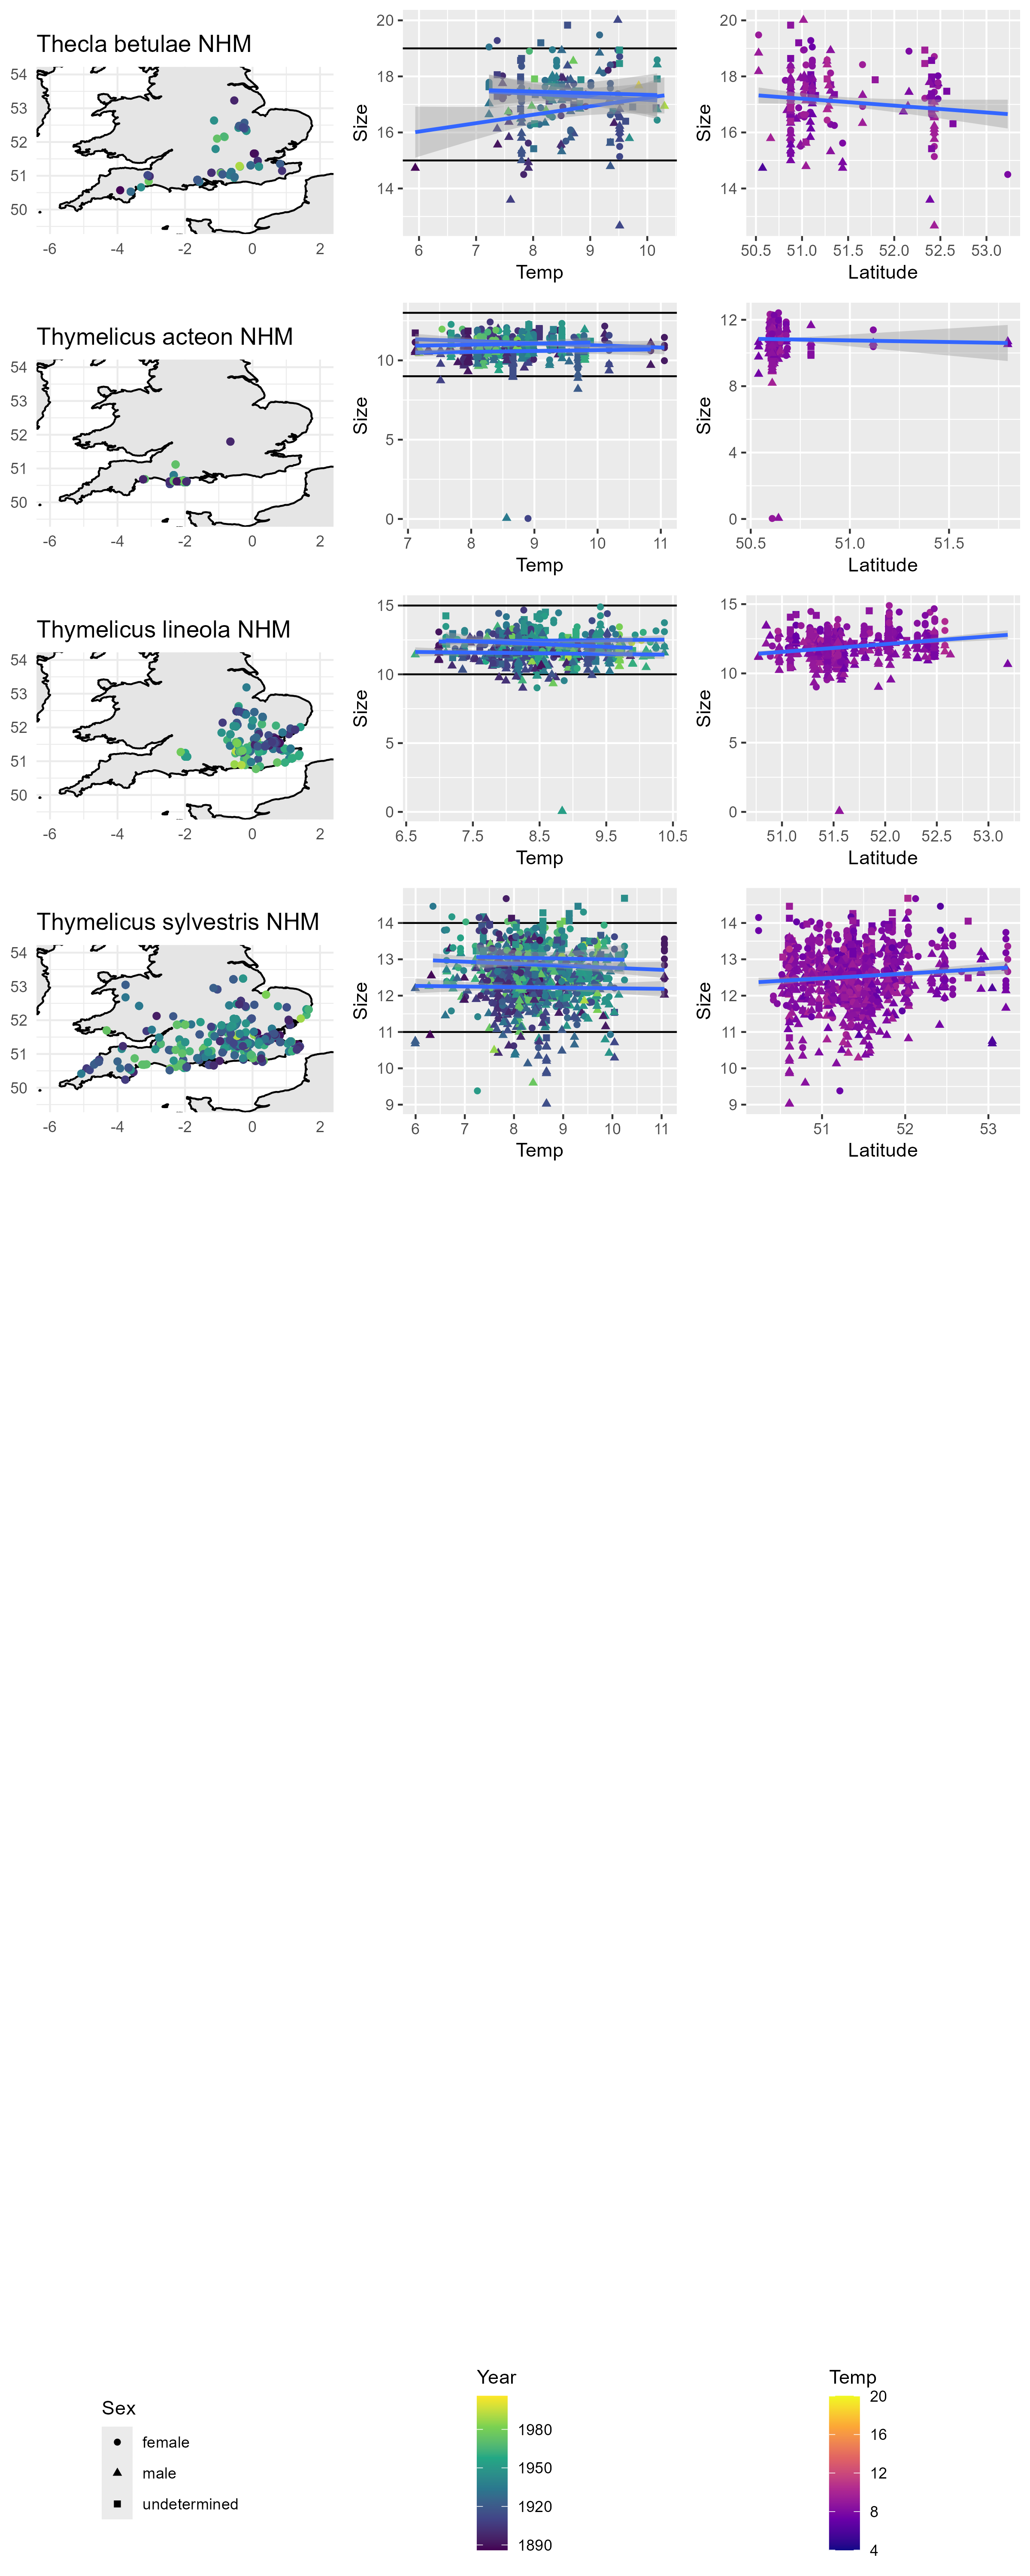 Thecla betulae NHM
54
53
52
51
50
-6 -4 -2 0 2
Size
20
18
16
14
6 7 8 9 10
Temp
Size
20
18
16
14
50.5 51.0 51.5 52.0 52.5 53.0
Latitude
Thymelicus acteon NHM
54
53
52
51
50
-6 -4 -2 0 2
Size
10
5
0
7 8 9 10 11
Temp
Size
12
8
4
0
50.5 51.0 51.5
Latitude
Thymelicus lineola NHM
54
53
52
51
50
-6 -4 -2 0 2
Size
15
10
5
0
6.5 7.5 8.5 9.5 10.5
Temp
Size
15
10
5
0
51.0 51.5 52.0 52.5 53.0
Latitude
Thymelicus sylvestris NHM
54
53
52
51
50
-6 -4 -2 0 2
Size
14
13
12
11
10
9
6 7 8 9 10 11
Temp
Size
14
13
12
11
10
9
51 52 53
Latitude
Sex
female
male
undetermined
Year
1980
1950
1920
1890
Temp
20
16
12
8
4